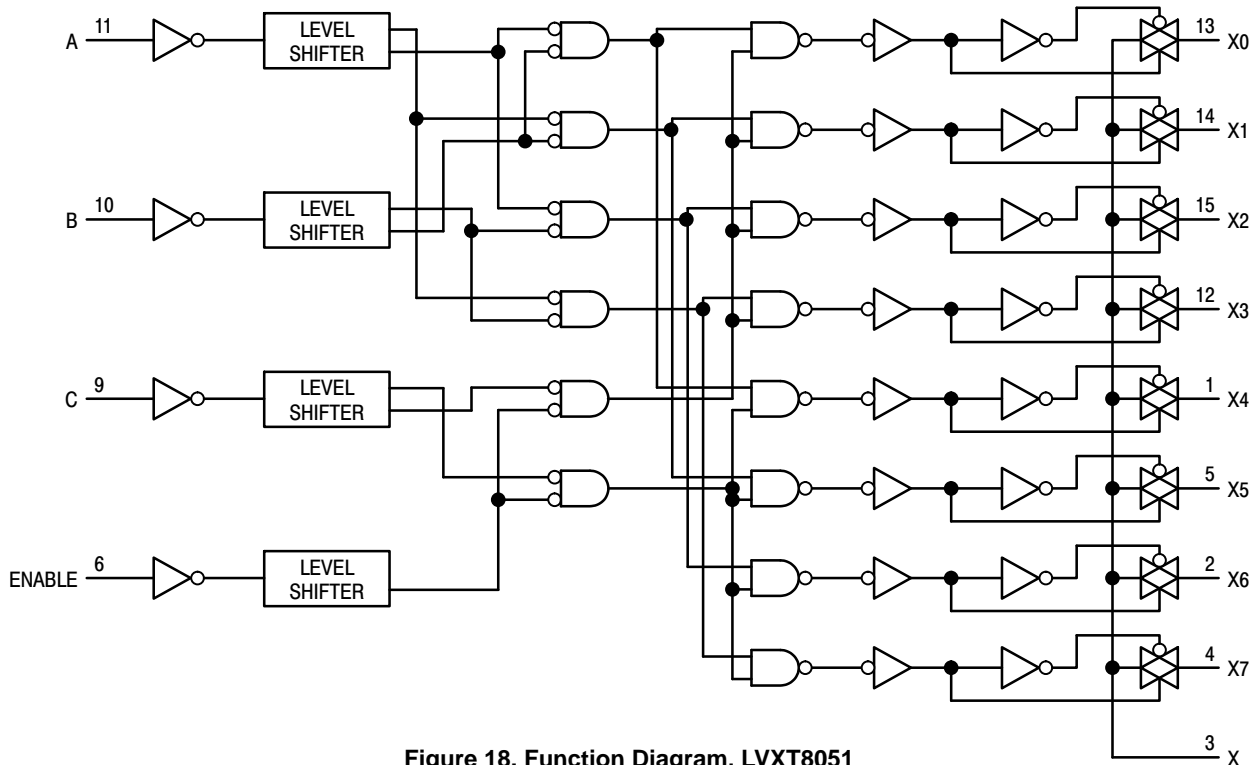 A 11 LEVEL SHIFTER 13 X0
14 X1
B 10 LEVEL SHIFTER 15 X2
12 X3
C 9 LEVEL SHIFTER 1 X4
5 X5
ENABLE 6 LEVEL SHIFTER 2 X6
4 X7
3 X
Figure 18. Function Diagram, LVXT8051